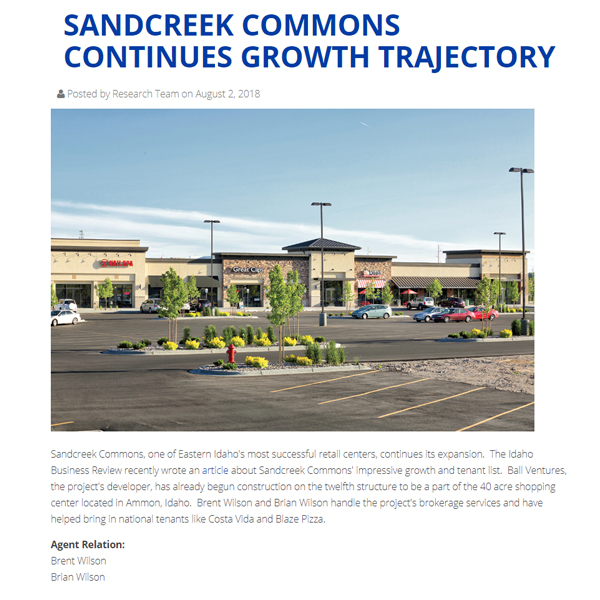 SANDCREEK COMMONS
CONTINUES GROWTH TRAJECTORY
Posted by Research Team on August 2, 2018
Great Clips
Sandcreek Commons, one of Eastern Idaho's most successful retail centers, continues its expansion. The Idaho
Business Review recently wrote an article about Sandcreek Commons' impressive growth and tenant list. Ball Ventures,
the project's developer, has already begun construction on the twelfth structure to be a part of the 40 acre shopping
center located in Ammon, Idaho. Brent Wilson and Brian Wilson handle the project's brokerage services and have
helped bring in national tenants like Costa Vida and Blaze Pizza.
Agent Relation:
Brent Wilson
Brian Wilson